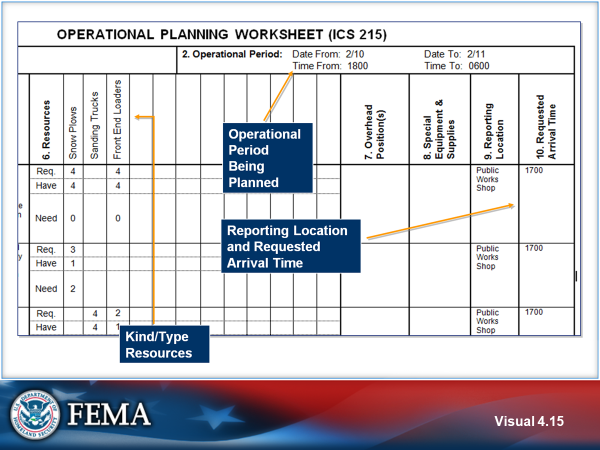 OPERATIONAL PLANNING WORKSHEET (ICS 215)
2. Operational Period: Date From: 2/10 Date To: 2/11
Time From: 1800 Time To: 0600
6. Resources
Snow Plows
Sanding Trucks
Front End Loaders
7. Overhead
Position(s)
8. Special
Equipment &
Supplies
9. Reporting
Location
10. Requested
Arrival Time
Operational
Period
Being
Planned
Req. 4 4 Public 1700
Have 4 4 Works
Shop
Need 0 0
Reporting Location
and Requested
Arrival Time
Req. 3 Public 1700
Have 1 Works
Shop
Need 2
Req. 4 2 Public 1700
Have 4 1 Works
Shop
Kind/Type
Resources
U.S. DEPARTMENT OF
HOMELAND SECURITY
FEMA
Visual 4.15